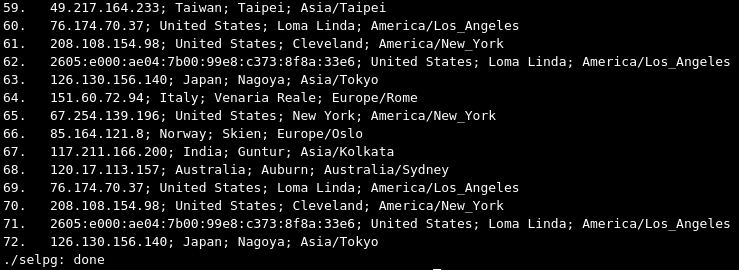 59.   49.217.164.233; Taiwan; Taipei; Asia/Taipei
60.   76.174.70.37; United States; Loma Linda; America/Los_Angeles
61.   208.108.154.98; United States; Cleveland; America/New_York
62.   2605:e000:ae04:7b00:99e8:c373:8f8a:33e6; United States; Loma Linda; America/Los_Angeles
63.   126.130.156.140; Japan; Nagoya; Asia/Tokyo
64.   151.60.72.94; Italy; Venaria Reale; Europe/Rome
65.   67.254.139.196; United States; New York; America/New_York
66.   85.164.121.8; Norway; Skien; Europe/Oslo
67.   117.211.166.200; India; Guntur; Asia/Kolkata
68.   120.17.113.157; Australia; Auburn; Australia/Sydney
69.   76.174.70.37; United States; Loma Linda; America/Los_Angeles
70.   208.108.154.98; United States; Cleveland; America/New_York
71.   2605:e000:ae04:7b00:99e8:c373:8f8a:33e6; United States; Loma Linda; America/Los_Angeles
72.   126.130.156.140; Japan; Nagoya; Asia/Tokyo
./selpg: done